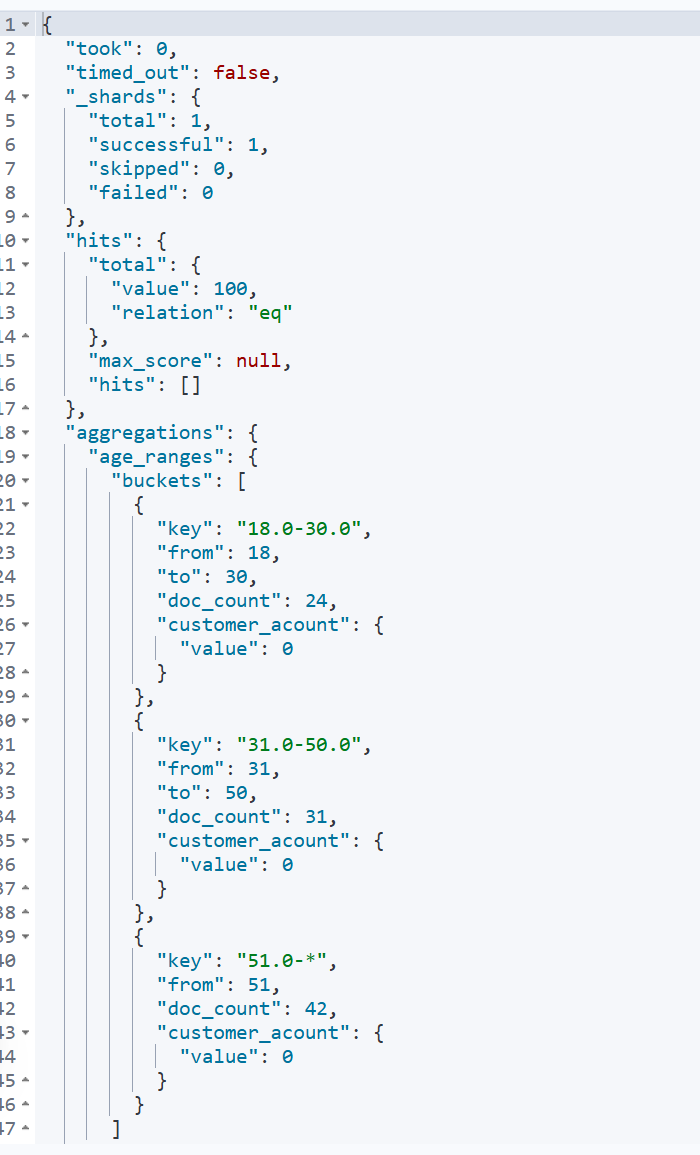 1 {
2 "took": 0,
3 "timed_out": false,
4 "_shards": {
5 "total": 1,
6 "successful": 1,
7 "skipped": 0,
8 "failed": 0
9 },
10 "hits": {
11 "total": {
12 "value": 100,
13 "relation": "eq"
14 },
15 "max_score": null,
16 "hits": []
17 },
18 "aggregations": {
19 "age_ranges": {
20 "buckets": [
21 {
22 "key": "18.0-30.0",
23 "from": 18,
24 "to": 30,
25 "doc_count": 24,
26 "customer_acount": {
27 "value": 0
28 }
29 },
30 {
31 "key": "31.0-50.0",
32 "from": 31,
33 "to": 50,
34 "doc_count": 31,
35 "customer_acount": {
36 "value": 0
37 }
38 },
39 {
40 "key": "51.0-*",
41 "from": 51,
42 "doc_count": 42,
43 "customer_acount": {
44 "value": 0
45 }
46 }
47 ]